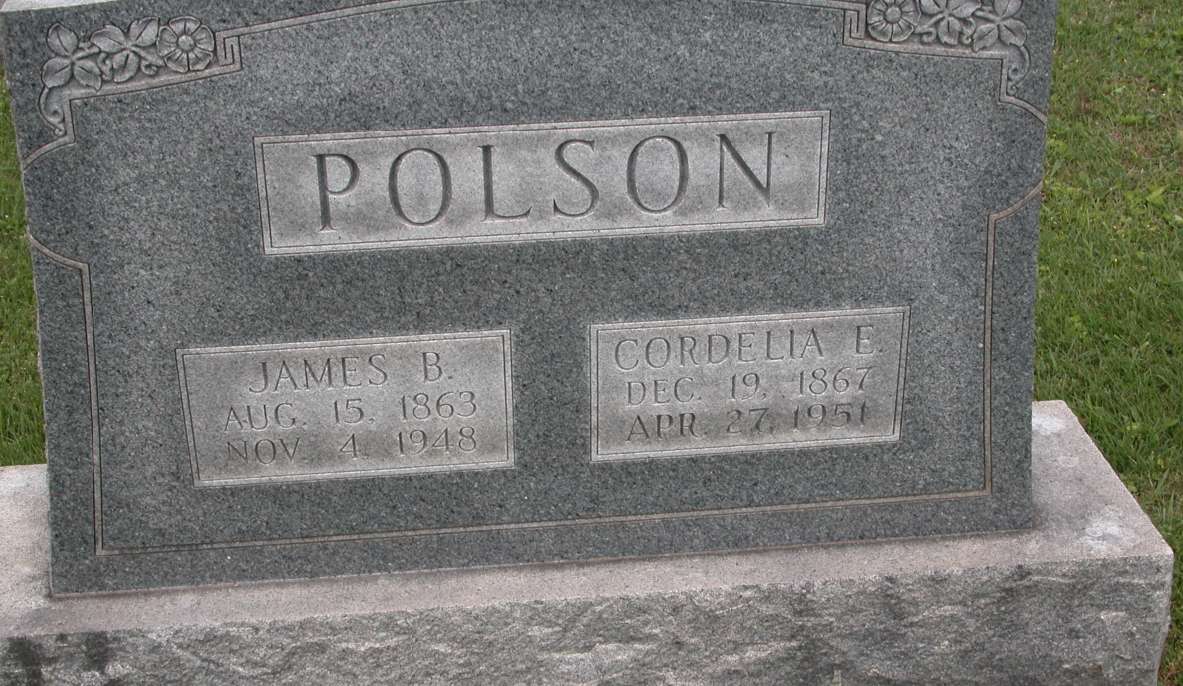 POLSON
JAMES B.
AUG. 15, 1863
NOV. 4, 1948
CORDELIA E.
DEC. 19, 1867
APR. 27, 1951